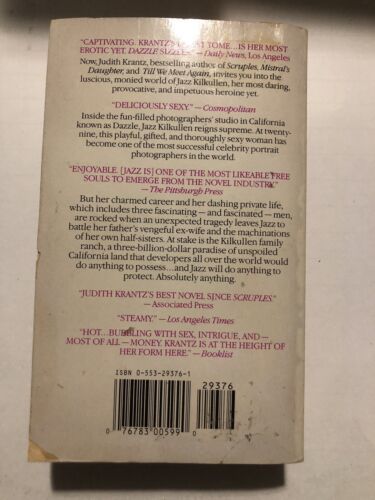 "CAPTIVATING. KRANTZ'S TOME...IS HER MOST
EROTIC YET. DAZZLE SIZZLES."—Daily News, Los Angeles
Now, Judith Krantz, bestselling author of Scruples, Mistral's
Daughter, and Till We Meet Again, invites you into the
luscious, monied world of Jazz Kilkullen, her most daring,
provocative, and impetuous heroine yet.
"DELICIOUSLY SEXY."—Cosmopolitan
Inside the fun-filled photographers' studio in California
known as Dazzle, Jazz Kilkullen reigns supreme. At twenty-
nine, this playful, gifted, and thoroughly sexy woman has
become one of the most successful celebrity portrait
photographers in the world.
"ENJOYABLE. [JAZZ IS] ONE OF THE MOST LIKEABLE FREE
SOULS TO EMERGE FROM THE NOVEL INDUSTRY."
—The Pittsburgh Press
But her charmed career and her dashing private life,
which includes three fascinating—and fascinated—men,
are rocked when an unexpected tragedy leaves Jazz to
battle her father's vengeful ex-wife and the machinations
of her own half-sisters. At stake is the Kilkullen family
ranch, a three-billion-dollar paradise of unspoiled
California land that developers all over the world would
do anything to possess...and Jazz will do anything to
protect. Absolutely anything.
"JUDITH KRANTZ'S BEST NOVEL SINCE SCRUPLES."
—Associated Press
"STEAMY."—Los Angeles Times
"HOT...BUBBLING WITH SEX, INTRIGUE, AND—
MOST OF ALL—MONEY. KRANTZ IS AT THE HEIGHT OF
HER FORM HERE."—Booklist
ISBN 0-553-29376-1
29376
0 76783 00599 0